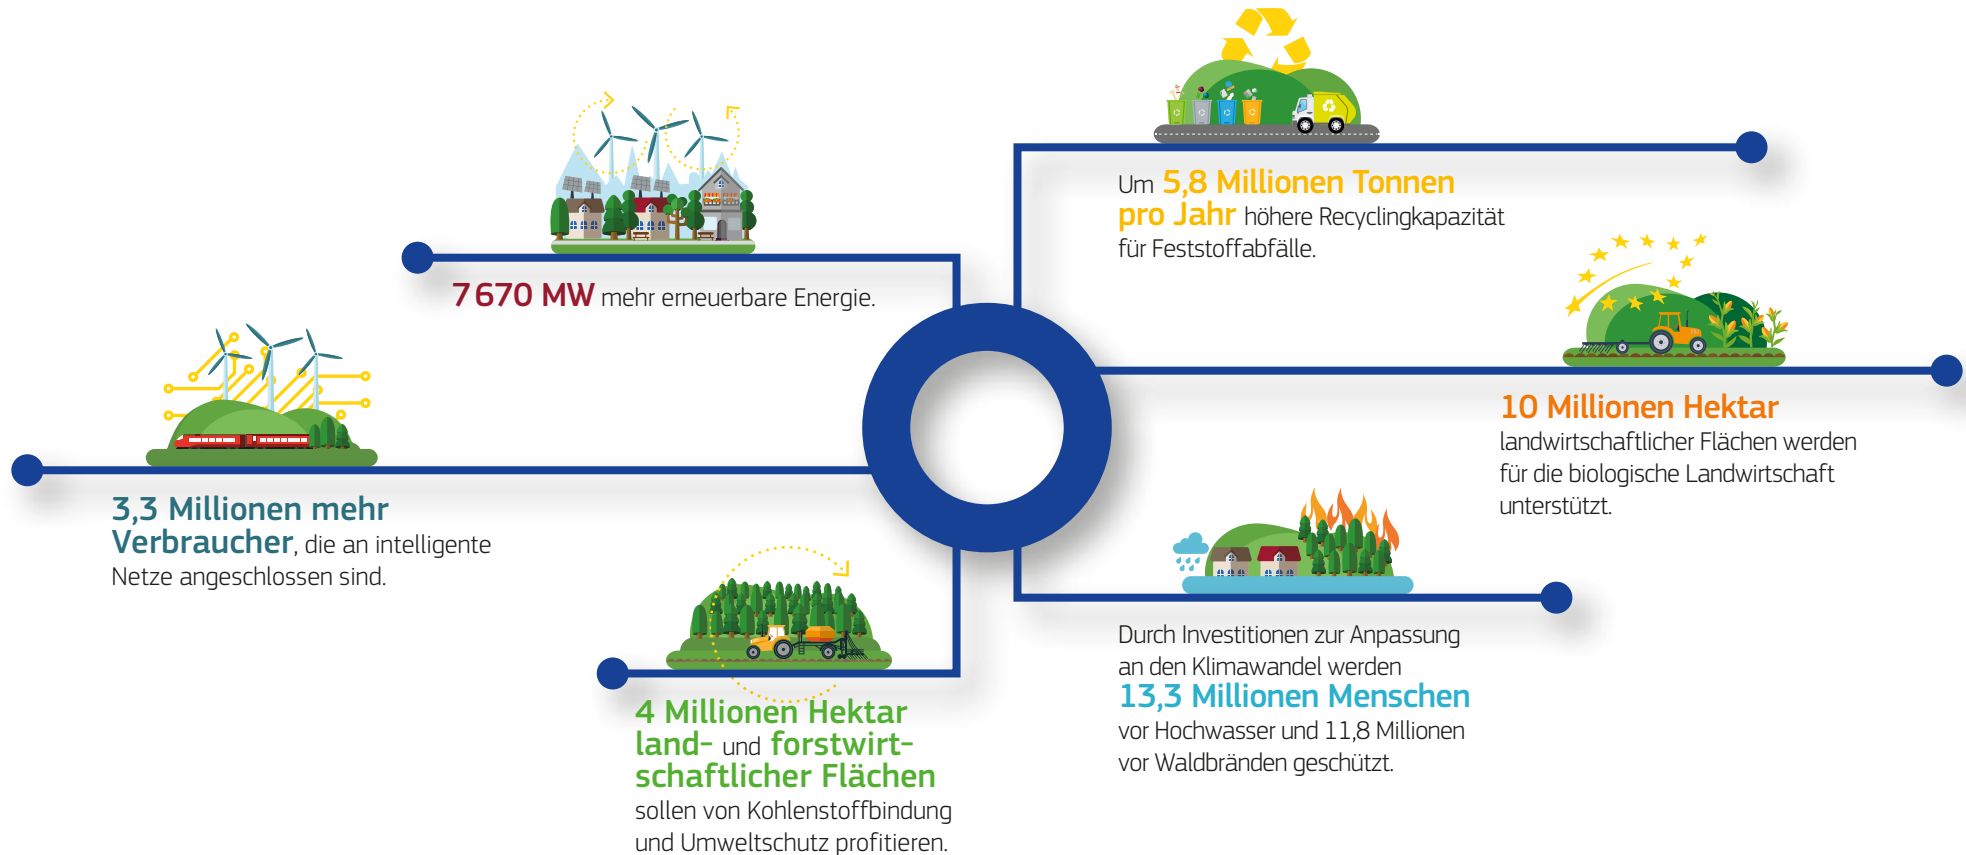 7 670 MW mehr erneuerbare Energie.
3,3 Millionen mehr
Verbraucher, die an intelligente
Netze angeschlossen sind.
4 Millionen Hektar
land- und forstwirt-
schaftlicher Flächen
sollen von Kohlenstoffbindung
und Umweltschutz profitieren.
Um 5,8 Millionen Tonnen
pro Jahr höhere Recyclingkapazität
für Feststoffabfälle.
10 Millionen Hektar
landwirtschaftlicher Flächen werden
für die biologische Landwirtschaft
unterstützt.
Durch Investitionen zur Anpassung
an den Klimawandel werden
13,3 Millionen Menschen
vor Hochwasser und 11,8 Millionen
vor Waldbränden geschützt.